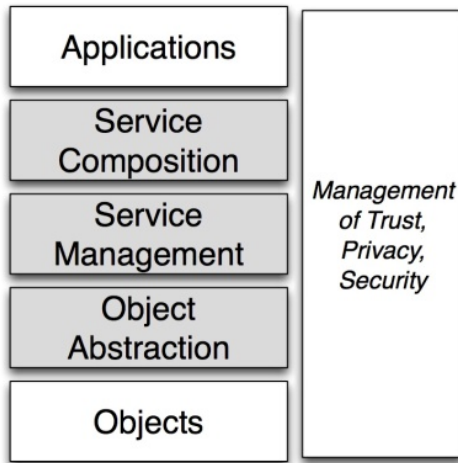 Applications
Service
Composition
Service
Management
Object
Abstraction
Objects
Management
of Trust,
Privacy,
Security